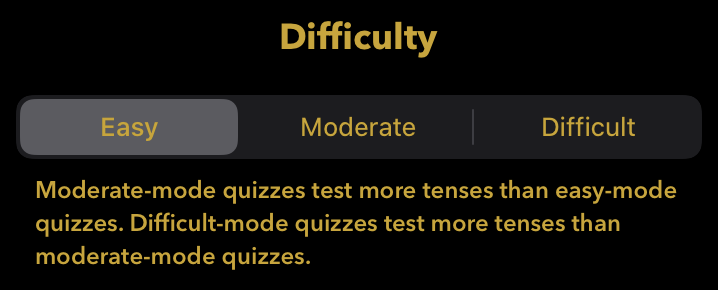 Difficulty
Easy Moderate Difficult
Moderate-mode quizzes test more tenses than easy-mode
quizzes. Difficult-mode quizzes test more tenses than
moderate-mode quizzes.